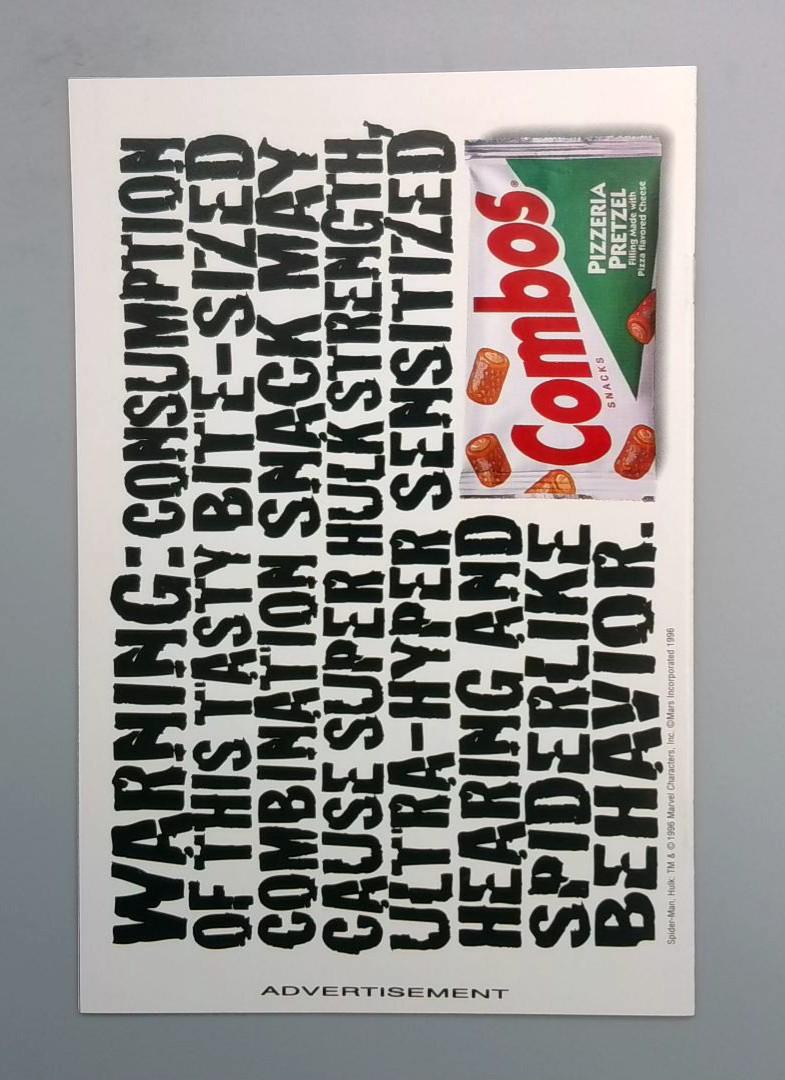 WARNING: CONSUMPTION
OF THIS TASTY BITE-SIZED
COMBINATION SNACK MAY
CAUSE SUPER HULK STRENGTH,
ULTRA-HYPER SENSITIZED
HEARING AND
SPIDERLIKE
BEHAVIOR.
Combos®
SNACKS
PIZZERIA
PRETZEL
Filling Made with
Pizza flavored Cheese
Spider-Man, Hulk: TM & © 1996 Marvel Characters, Inc. ©Mars Incorporated 1996
ADVERTISEMENT